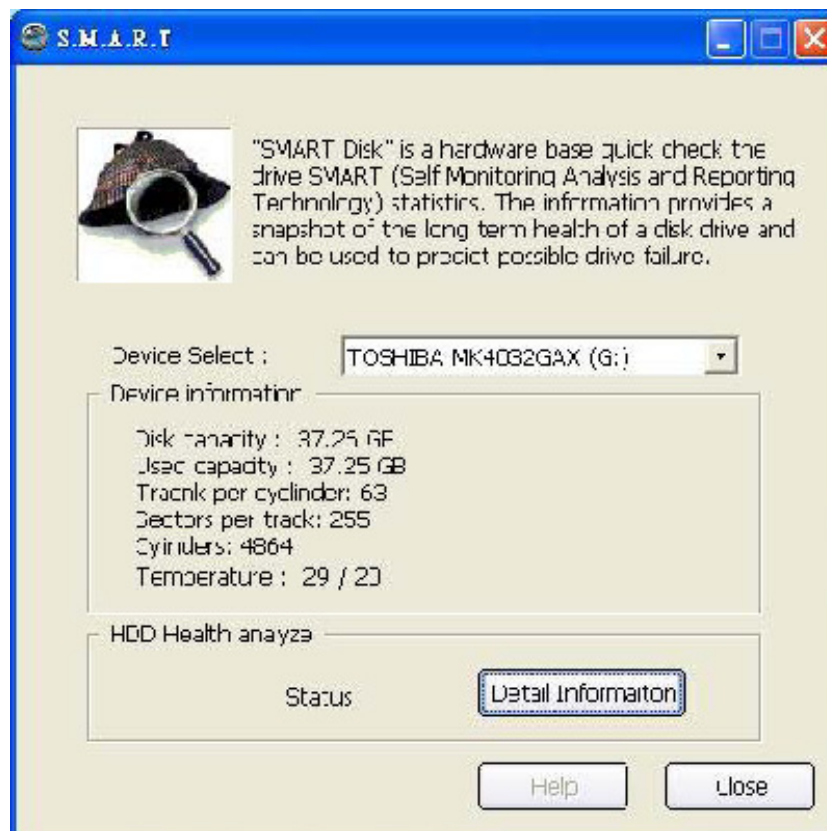 S.M.A.R.T
"SMART Disk" is a hardware base quick check the
drive SMART (Self Monitoring Analysis and Reporting
Technology) statistics. The information provides a
snapshot of the long term health of a disk drive and
can be used to predict possible drive failure.
Device Select : TOSHIBA MK4032GAX (G:)
Device information
Disk capacity : 37.25 GB
Used capacity : 37.25 GB
Tracnk per cyclinder: 63
Sectors per track: 255
Cylinders: 4864
Temperature : 29 / 20
HDD Health anayze
Status Detail Informaiton
Help Close